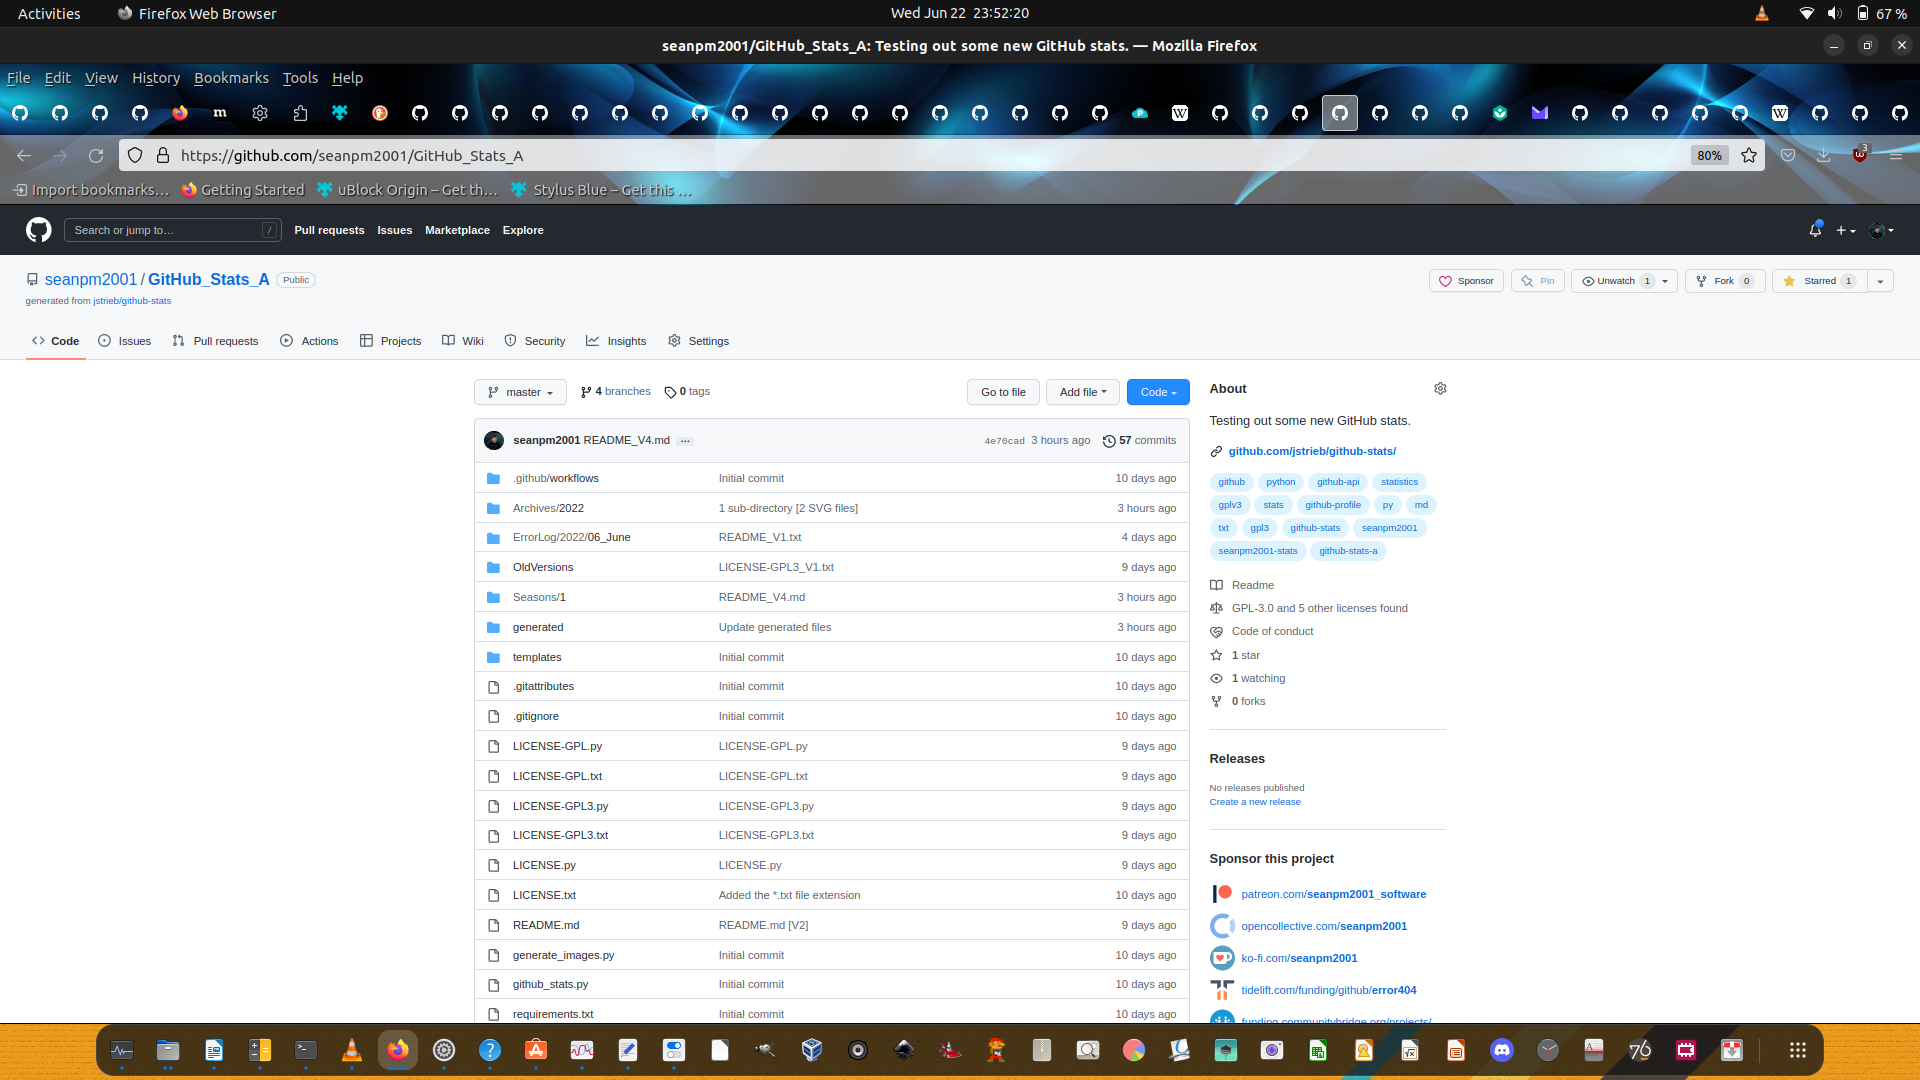 Activities
Firefox Web Browser
Wed Jun 22 23:52:20
67 %
seanpm2001/GitHub_Stats_A: Testing out some new GitHub stats. — Mozilla Firefox
File Edit View History Bookmarks Tools Help
https://github.com/seanpm2001/GitHub_Stats_A
80%
3
Import bookmarks…
Getting Started
uBlock Origin – Get th…
Stylus Blue – Get this …
Search or jump to…
/
Pull requests
Issues
Marketplace
Explore
seanpm2001 / GitHub_Stats_A
Public
generated from jstrieb/github-stats
Sponsor
Pin
Unwatch 1
Fork 0
Starred 1
Code
Issues
Pull requests
Actions
Projects
Wiki
Security
Insights
Settings
master
4 branches
0 tags
Go to file
Add file
Code
seanpm2001 README_V4.md ...
4e70cad 3 hours ago
57 commits
.github/workflows Initial commit 10 days ago
Archives/2022 1 sub-directory [2 SVG files] 3 hours ago
ErrorLog/2022/06_June README_V1.txt 4 days ago
OldVersions LICENSE-GPL3_V1.txt 9 days ago
Seasons/1 README_V4.md 3 hours ago
generated Update generated files 3 hours ago
templates Initial commit 10 days ago
.gitattributes Initial commit 10 days ago
.gitignore Initial commit 10 days ago
LICENSE-GPL.py LICENSE-GPL.py 9 days ago
LICENSE-GPL.txt LICENSE-GPL.txt 9 days ago
LICENSE-GPL3.py LICENSE-GPL3.py 9 days ago
LICENSE-GPL3.txt LICENSE-GPL3.txt 9 days ago
LICENSE.py LICENSE.py 9 days ago
LICENSE.txt Added the *.txt file extension 10 days ago
README.md README.md [V2] 9 days ago
generate_images.py Initial commit 10 days ago
github_stats.py Initial commit 10 days ago
requirements.txt Initial commit 10 days ago
About
Testing out some new GitHub stats.
github.com/jstrieb/github-stats/
github python github-api statistics
gplv3 stats github-profile py md
txt gpl3 github-stats seanpm2001
seanpm2001-stats github-stats-a
Readme
GPL-3.0 and 5 other licenses found
Code of conduct
1 star
1 watching
0 forks
Releases
No releases published
Create a new release
Sponsor this project
patreon.com/seanpm2001_software
opencollective.com/seanpm2001
ko-fi.com/seanpm2001
tidelift.com/funding/github/error404
funding.communitybridge.org/projects/